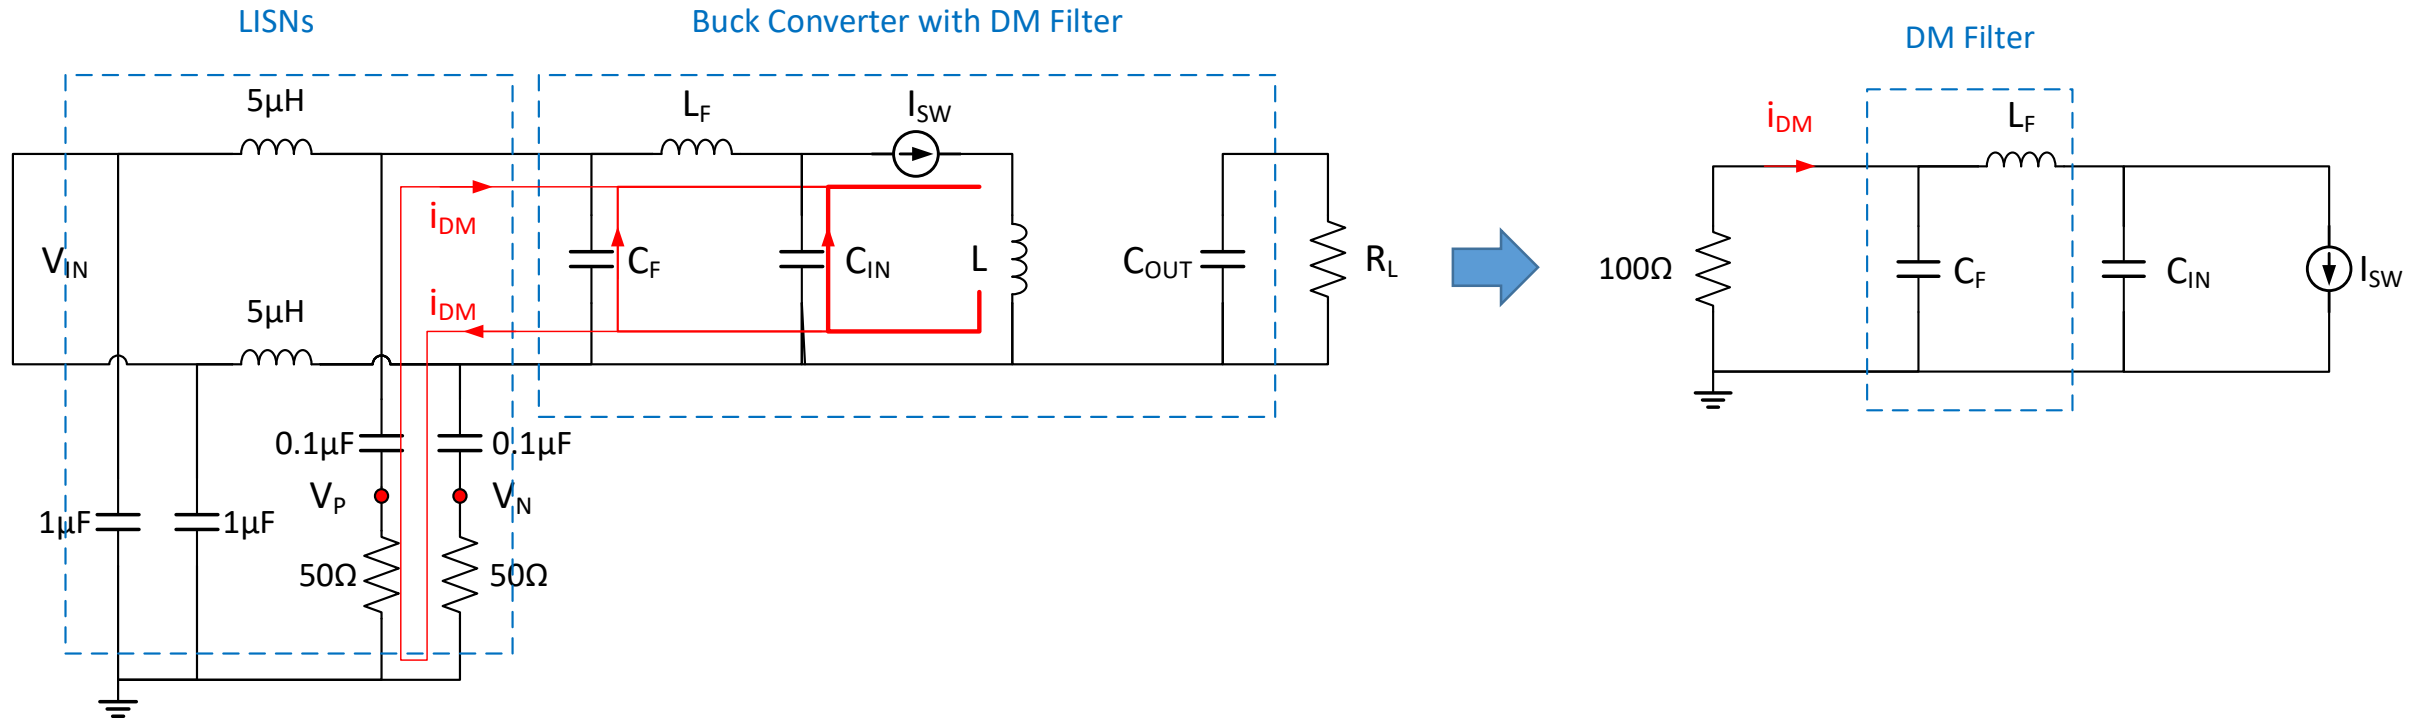 LISNs
Buck Converter with DM Filter
DM Filter
5µH
L_F
I_SW
i_DM
L_F
i_DM
V_IN
C_F
C_IN
L
C_OUT
R_L
100Ω
C_F
C_IN
I_SW
5µH
i_DM
0.1µF
0.1µF
V_P
V_N
1µF
1µF
50Ω
50Ω